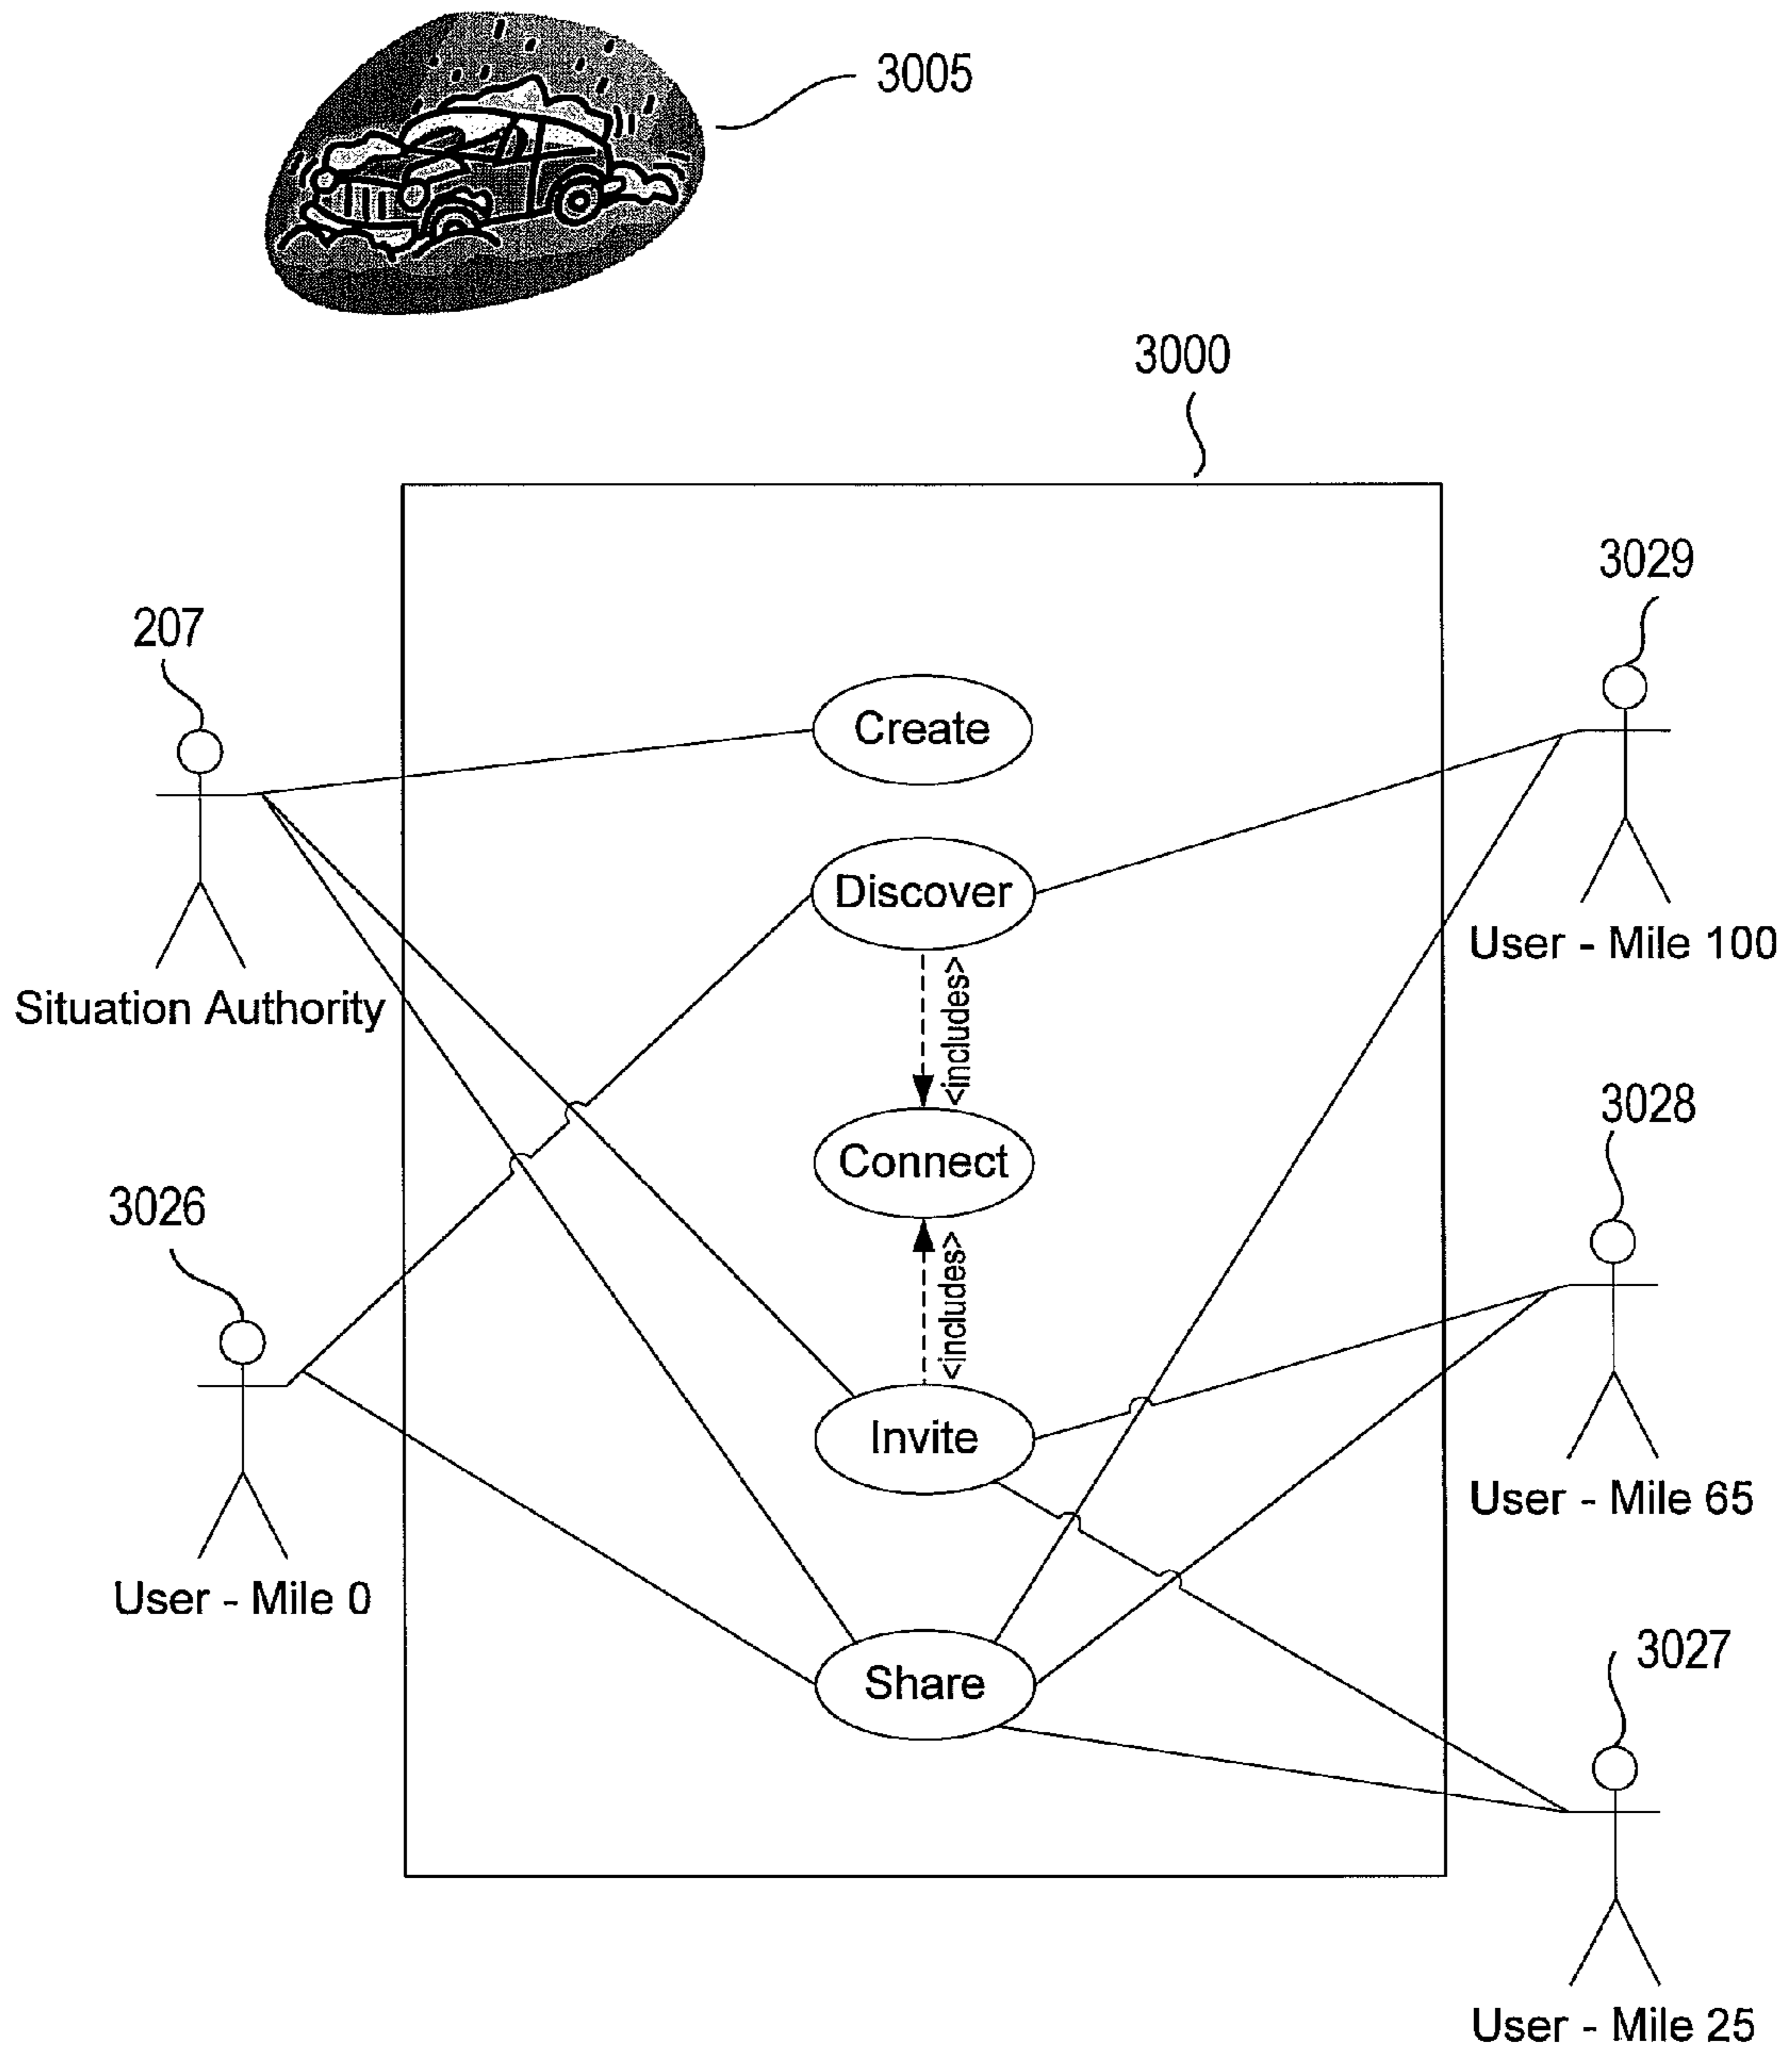 3005
3000
3029
207
Create
Discover
User - Mile 100
Situation Authority
<includes>
3028
Connect
3026
<includes>
Invite
User - Mile 65
User - Mile 0
3027
Share
User - Mile 25